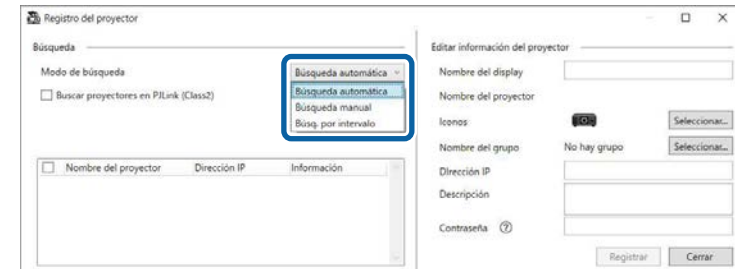 Registro del proyector
Búsqueda
Modo de búsqueda
Búsqueda automática
Búsqueda automática
Búsqueda manual
Búsq. por intervalo
Buscar proyectores en PJLink (Class2)
Nombre del proyector Dirección IP Información
Editar información del proyector
Nombre del display
Nombre del proyector
Iconos Seleccionar...
Nombre del grupo No hay grupo Seleccionar...
Dirección IP
Descripción
Contraseña ?
Registrar Cerrar